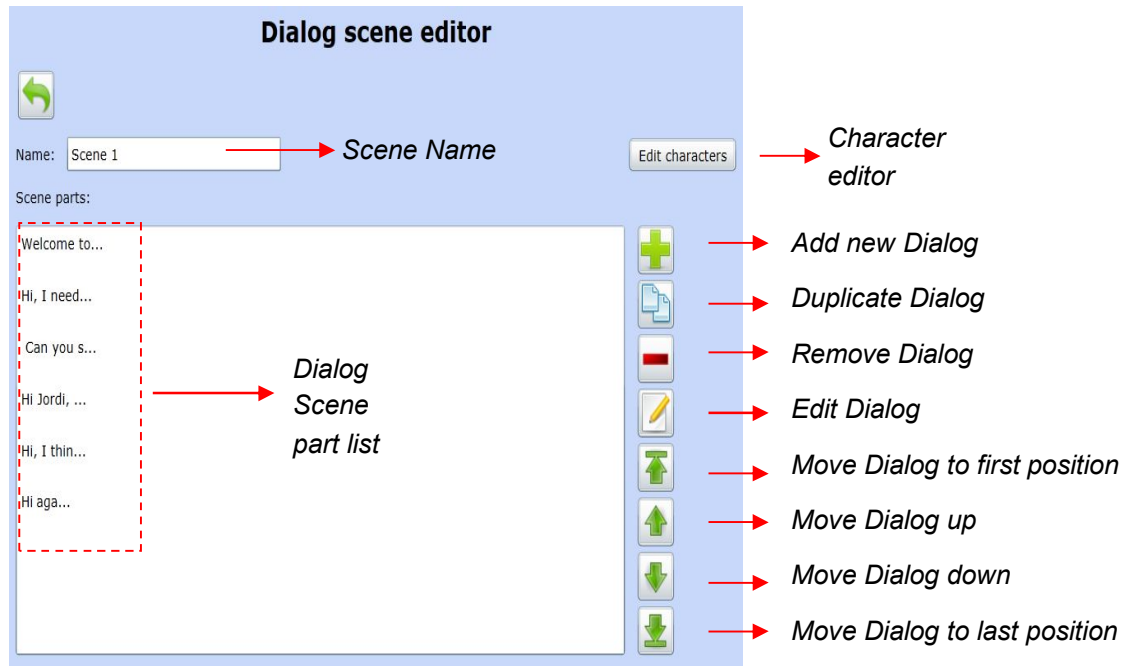 Dialog scene editor
Name: Scene 1
Scene Name
Edit characters
Character
editor
Scene parts:
Welcome to...
Add new Dialog
Hi, I need...
Duplicate Dialog
Can you s...
Remove Dialog
Dialog
Scene
part list
Hi Jordi, ...
Edit Dialog
Hi, I thin...
Move Dialog to first position
Hi aga...
Move Dialog up
Move Dialog down
Move Dialog to last position